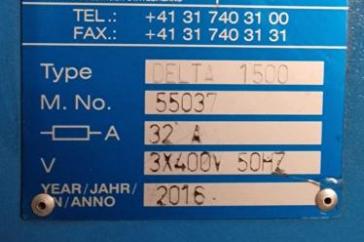 TEL.: +41 31 740 31 00
FAX.: +41 31 740 31 31
Type DELTA 1500
M. No. 55037
A 32 A
V 3X400V 50HZ
YEAR/JAHR/
AN/ANNO 2016